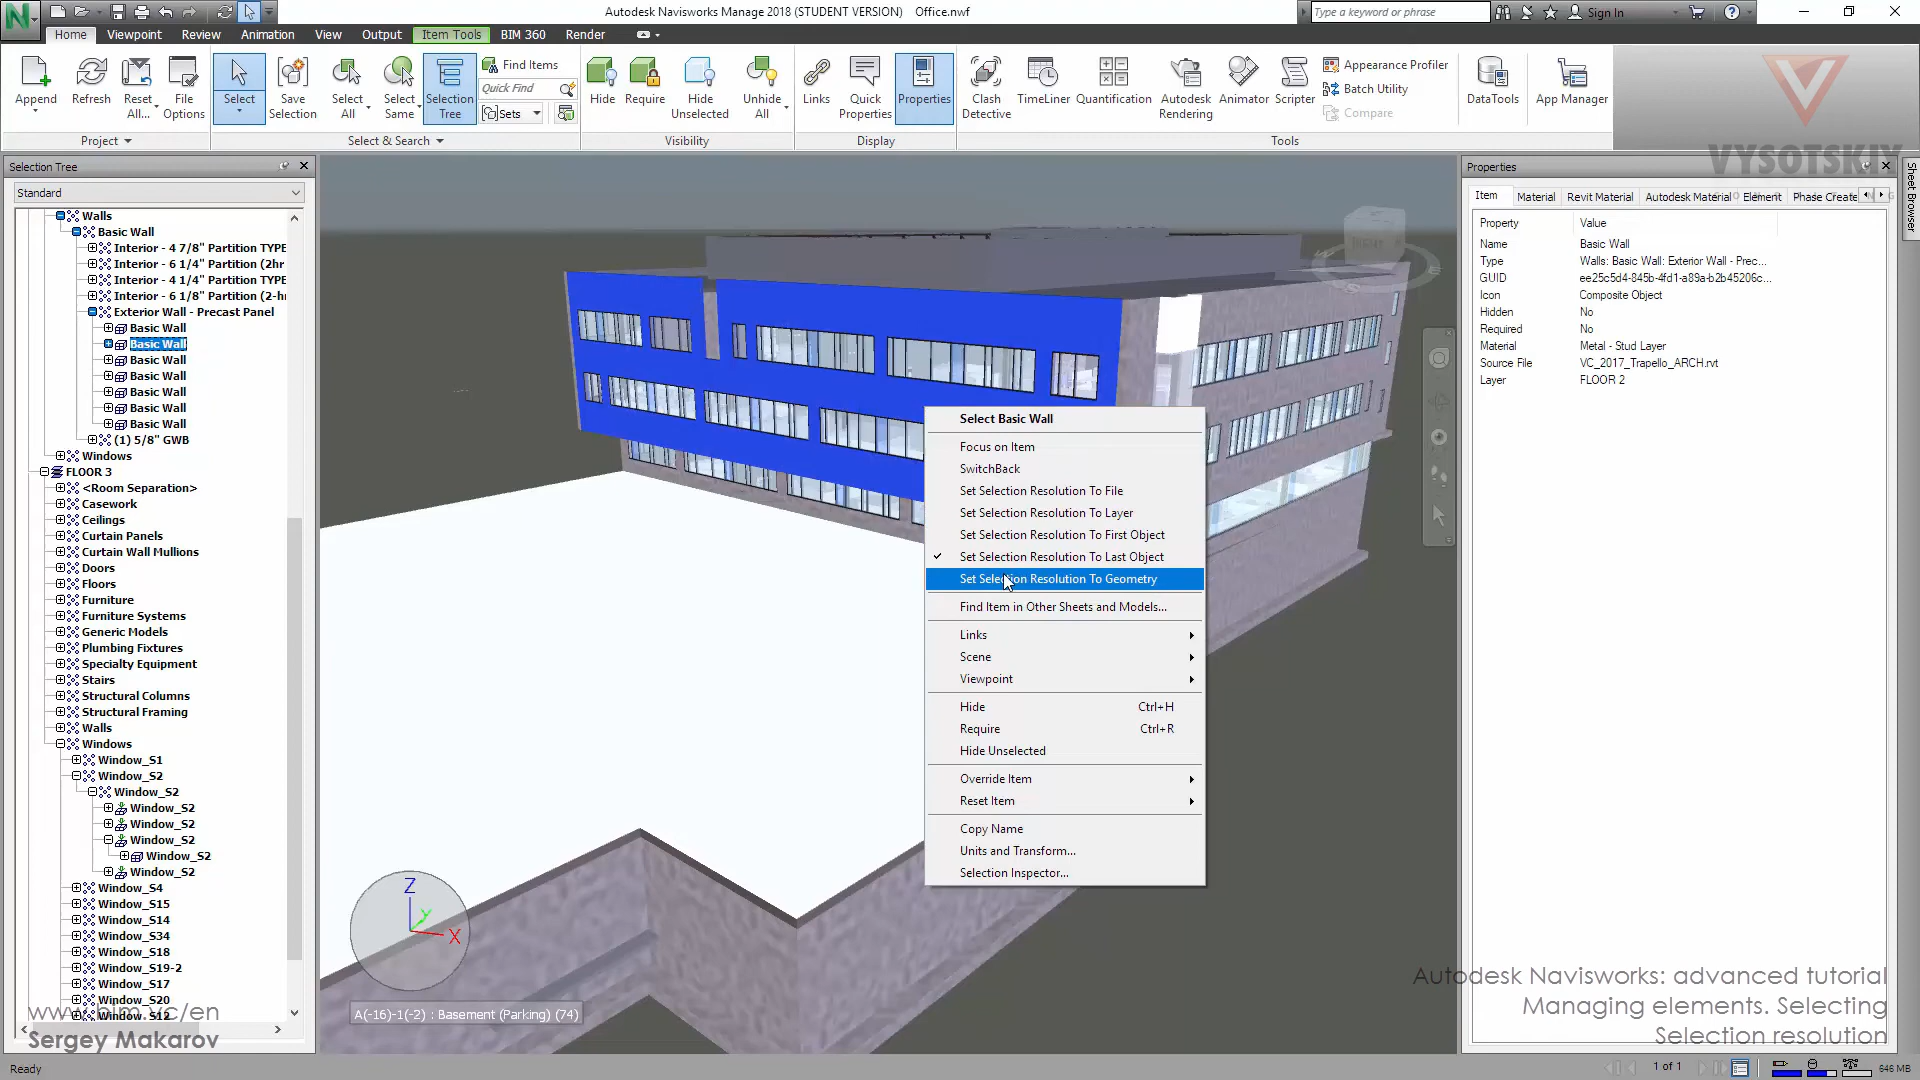 Autodesk Navisworks Manage 2018 (STUDENT VERSION) Office.nwf
Type a keyword or phrase
Sign In
Home Viewpoint Review Animation View Output Item Tools BIM 360 Render
Append
Refresh
Reset All...
File Options
Select
Save Selection
Select All
Select Same
Selection Tree
Find Items
Quick Find
Sets
Hide
Require
Hide Unselected
Unhide All
Links
Quick Properties
Properties
Clash Detective
TimeLiner
Quantification
Autodesk Rendering
Animator
Scripter
Appearance Profiler
Batch Utility
Compare
DataTools
App Manager
Project
Select & Search
Visibility
Display
Tools
VYSOTSKIY
Selection Tree
Standard
Walls
Basic Wall
Interior - 4 7/8" Partition TYPE
Interior - 6 1/4" Partition (2hr
Interior - 4 1/4" Partition TYPE
Interior - 6 1/8" Partition (2-h
Exterior Wall - Precast Panel
Basic Wall
Basic Wall
Basic Wall
Basic Wall
Basic Wall
Basic Wall
Basic Wall
(1) 5/8" GWB
Windows
FLOOR 3
<Room Separation>
Casework
Ceilings
Curtain Panels
Curtain Wall Mullions
Doors
Floors
Furniture
Furniture Systems
Generic Models
Plumbing Fixtures
Specialty Equipment
Stairs
Structural Columns
Structural Framing
Walls
Windows
Window_S1
Window_S2
Window_S2
Window_S2
Window_S2
Window_S2
Window_S2
Window_S2
Window_S4
Window_S15
Window_S14
Window_S34
Window_S18
Window_S19-2
Window_S17
Window_S20
Window_S12
www.bim.vc/en
Sergey Makarov
Z
Y
X
A(-16)-1(-2) : Basement (Parking) (74)
Select Basic Wall
Focus on Item
SwitchBack
Set Selection Resolution To File
Set Selection Resolution To Layer
Set Selection Resolution To First Object
Set Selection Resolution To Last Object
Set Selection Resolution To Geometry
Find Item in Other Sheets and Models...
Links
Scene
Viewpoint
Hide Ctrl+H
Require Ctrl+R
Hide Unselected
Override Item
Reset Item
Copy Name
Units and Transform...
Selection Inspector...
Properties
Item Material Revit Material Autodesk Material Element Phase Create
Property Value
Name Basic Wall
Type Walls: Basic Wall: Exterior Wall - Prec...
GUID ee25c5d4-845b-4fd1-a89a-b2b45206c...
Icon Composite Object
Hidden No
Required No
Material Metal - Stud Layer
Source File VC_2017_Trapello_ARCH.rvt
Layer FLOOR 2
Sheet Browser
Autodesk Navisworks: advanced tutorial
Managing elements. Selecting
Selection resolution
Ready
1 of 1
646 MB